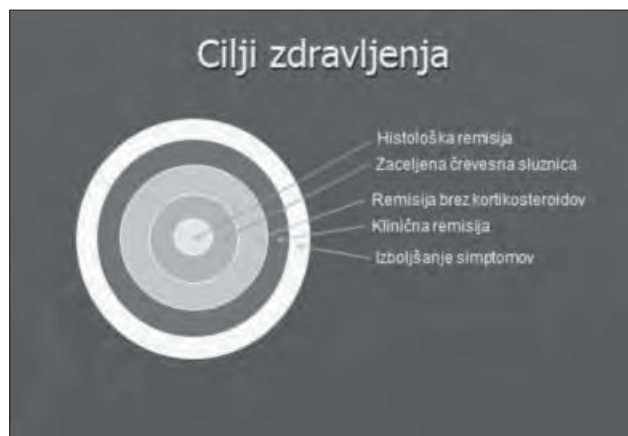 Cilji zdravljenja
Histološka remisija
Zaceljena črevesna sluznica
Remisija brez kortikosteroidov
Klinična remisija
Izboljšanje simptomov